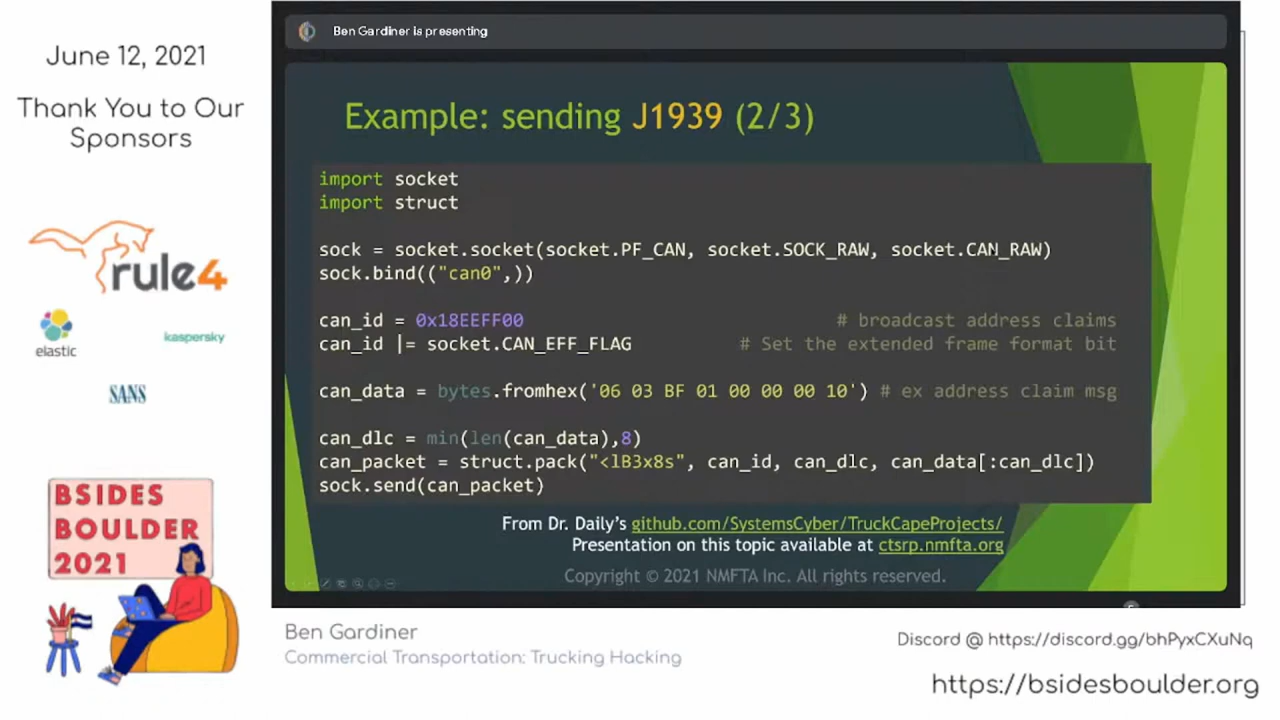 June 12, 2021
Thank You to Our
Sponsors
rule4
elastic
kaspersky
SANS
BSIDES
BOULDER
2021
Ben Gardiner is presenting
Example: sending J1939 (2/3)
import socket
import struct
sock = socket.socket(socket.PF_CAN, socket.SOCK_RAW, socket.CAN_RAW)
sock.bind(("can0",))
can_id = 0x18EEFF00 # broadcast address claims
can_id |= socket.CAN_EFF_FLAG # Set the extended frame format bit
can_data = bytes.fromhex('06 03 BF 01 00 00 00 10') # ex address claim msg
can_dlc = min(len(can_data),8)
can_packet = struct.pack("<lB3x8s", can_id, can_dlc, can_data[:can_dlc])
sock.send(can_packet)
From Dr. Daily's github.com/SystemsCyber/TruckCapeProjects/
Presentation on this topic available at ctsrp.nmfta.org
Copyright © 2021 NMFTA Inc. All rights reserved.
Ben Gardiner
Commercial Transportation: Trucking Hacking
Discord @ https://discord.gg/bhPyxCXuNq
https://bsidesboulder.org